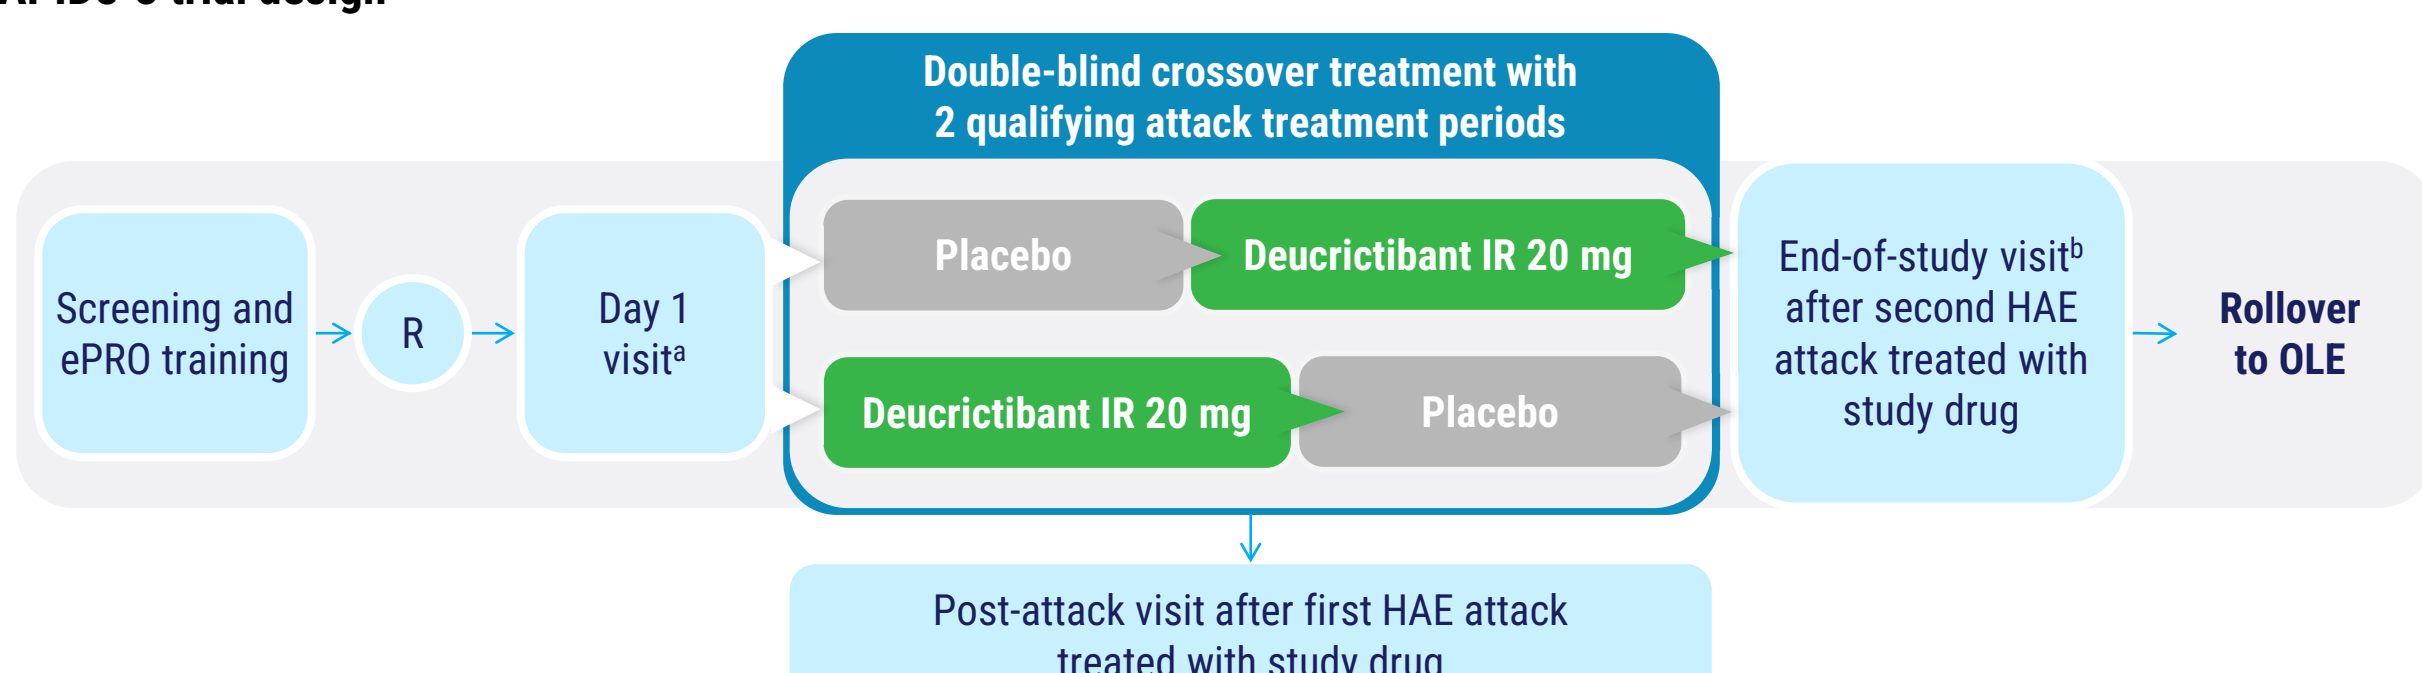 trial design
Double-blind crossover treatment with
2 qualifying attack treatment periods
Placebo
Deucrictibant IR 20 mg
Screening and
ePRO training
R
Day 1
visitᵃ
Deucrictibant IR 20 mg
Placebo
End-of-study visitᵇ
after second HAE
attack treated with
study drug
Rollover
to OLE
Post-attack visit after first HAE attack
treated with study drug